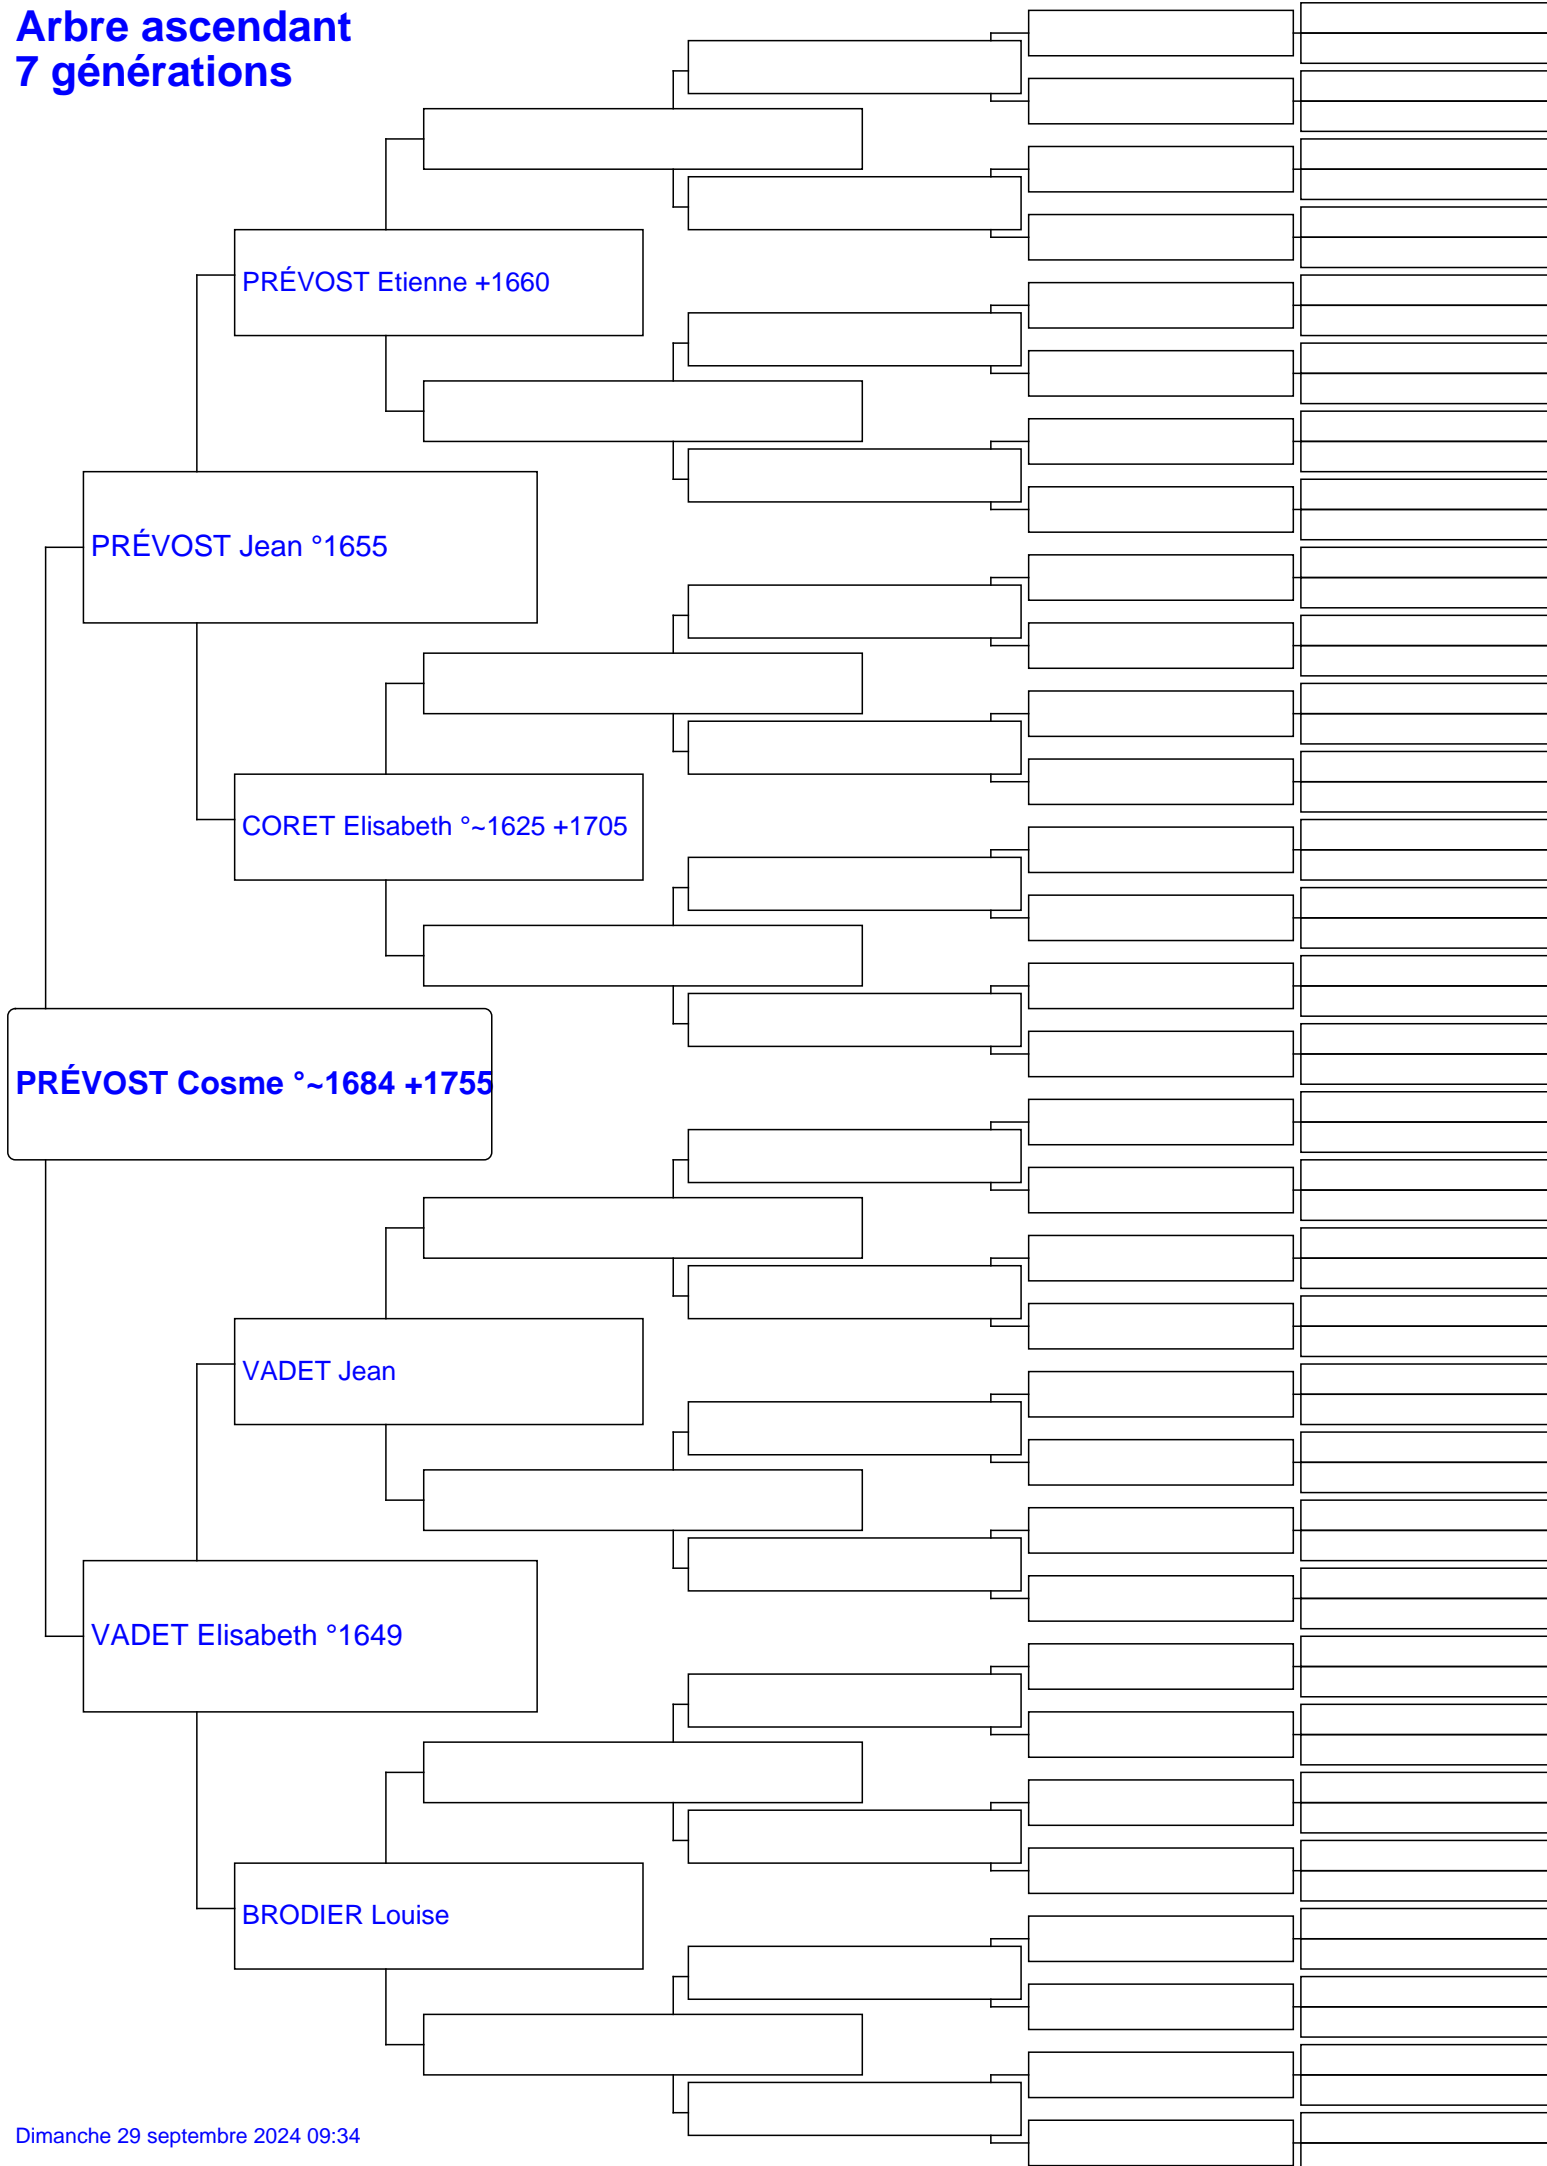 Arbre ascendant
7 générations
PRÉVOST Etienne +1660
PRÉVOST Jean °1655
CORET Elisabeth °~1625 +1705
PRÉVOST Cosme °~1684 +1755
VADET Jean
VADET Elisabeth °1649
BRODIER Louise
Dimanche 29 septembre 2024 09:34